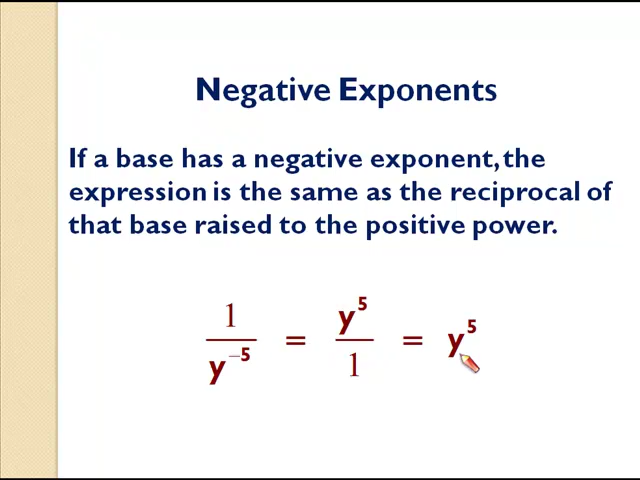 Negative Exponents
If a base has a negative exponent, the
expression is the same as the reciprocal of
that base raised to the positive power.
1/y⁻⁵ = y⁵/1 = y⁵